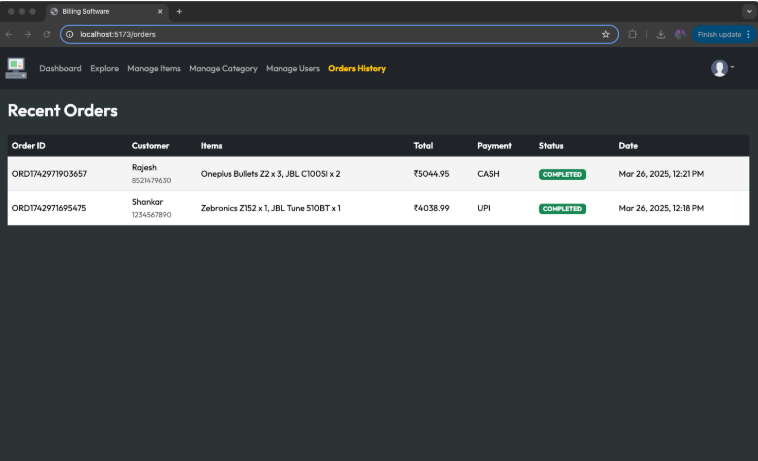 Billing Software
localhost:5173/orders
Finish update
Dashboard Explore Manage Items Manage Category Manage Users Orders History
Recent Orders
Order ID Customer Items Total Payment Status Date
ORD1742971903657 Rajesh 8521479630 Oneplus Bullets Z2 x 3, JBL C100SI x 2 ₹5044.95 CASH COMPLETED Mar 26, 2025, 12:21 PM
ORD1742971695475 Shankar 1234567890 Zebronics Z152 x 1, JBL Tune 510BT x 1 ₹4038.99 UPI COMPLETED Mar 26, 2025, 12:18 PM